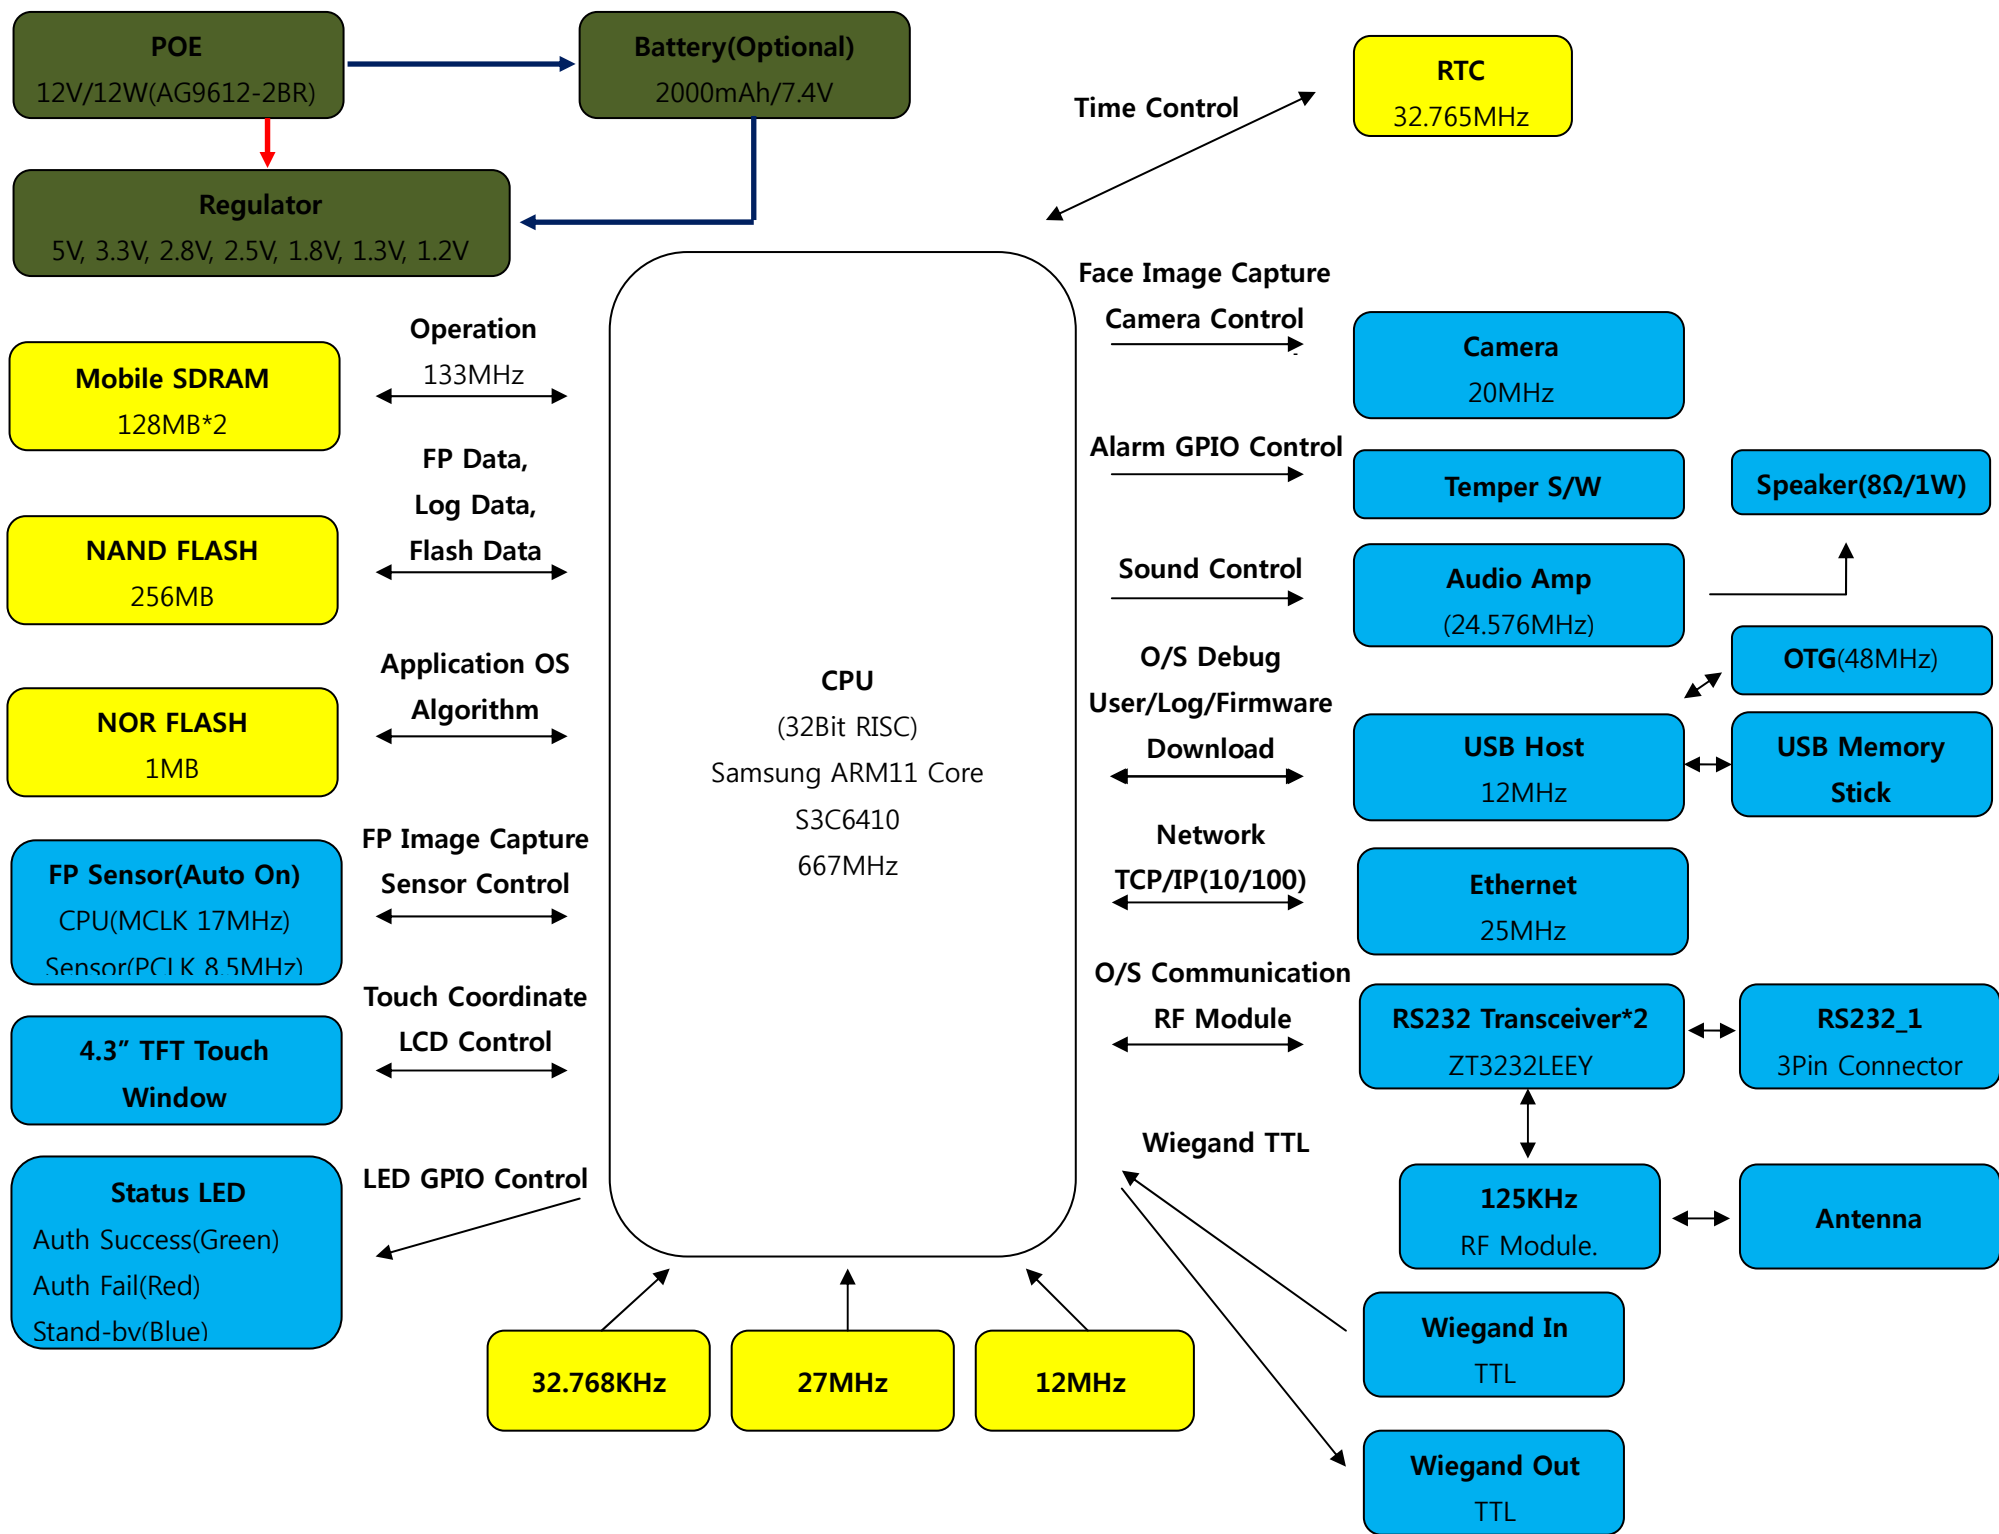 POE
12V/12W(AG9612-2BR)
Battery(Optional)
2000mAh/7.4V
RTC
32.765MHz
Time Control
Regulator
5V, 3.3V, 2.8V, 2.5V, 1.8V, 1.3V, 1.2V
Operation
133MHz
Mobile SDRAM
128MB*2
FP Data,
Log Data,
Flash Data
NAND FLASH
256MB
Application OS
Algorithm
NOR FLASH
1MB
FP Image Capture
Sensor Control
FP Sensor(Auto On)
CPU(MCLK 17MHz)
Sensor(PCLK 8.5MHz)
Touch Coordinate
LCD Control
4.3” TFT Touch
Window
LED GPIO Control
Status LED
Auth Success(Green)
Auth Fail(Red)
Stand-by(Blue)
CPU
(32Bit RISC)
Samsung ARM11 Core
S3C6410
667MHz
32.768KHz
27MHz
12MHz
Face Image Capture
Camera Control
Camera
20MHz
Alarm GPIO Control
Temper S/W
Speaker(8Ω/1W)
Sound Control
Audio Amp
(24.576MHz)
O/S Debug
User/Log/Firmware
Download
OTG(48MHz)
USB Host
12MHz
USB Memory
Stick
Network
TCP/IP(10/100)
Ethernet
25MHz
O/S Communication
RF Module
RS232 Transceiver*2
ZT3232LEEY
RS232_1
3Pin Connector
Wiegand TTL
125KHz
RF Module.
Antenna
Wiegand In
TTL
Wiegand Out
TTL